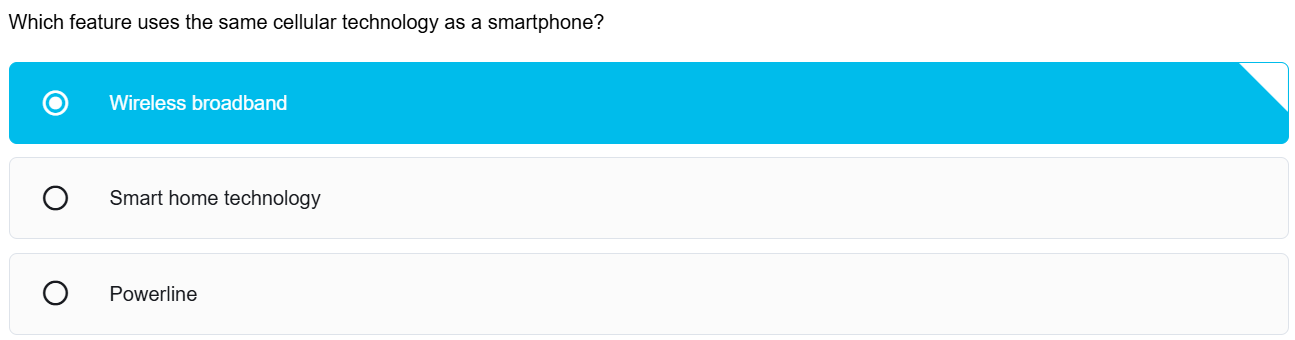 Which feature uses the same cellular technology as a smartphone?
Wireless broadband
Smart home technology
Powerline